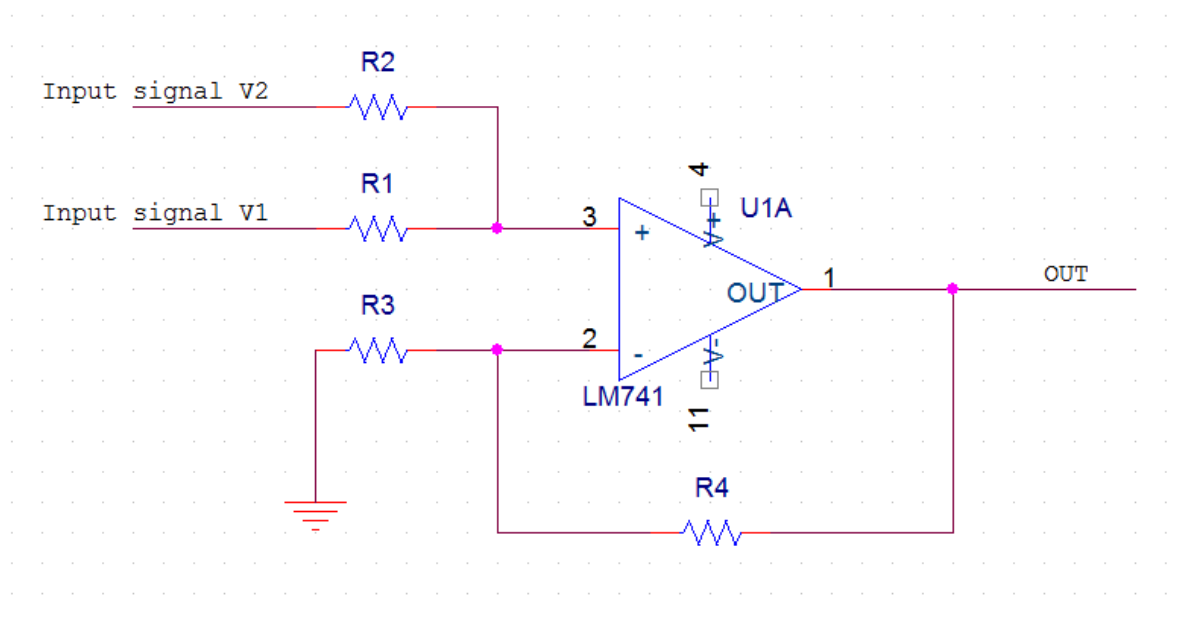 R2
Input signal V2
R1
Input signal V1
R3
3
+
2
-
4
V+
U1A
OUT
1
OUT
V-
11
LM741
R4